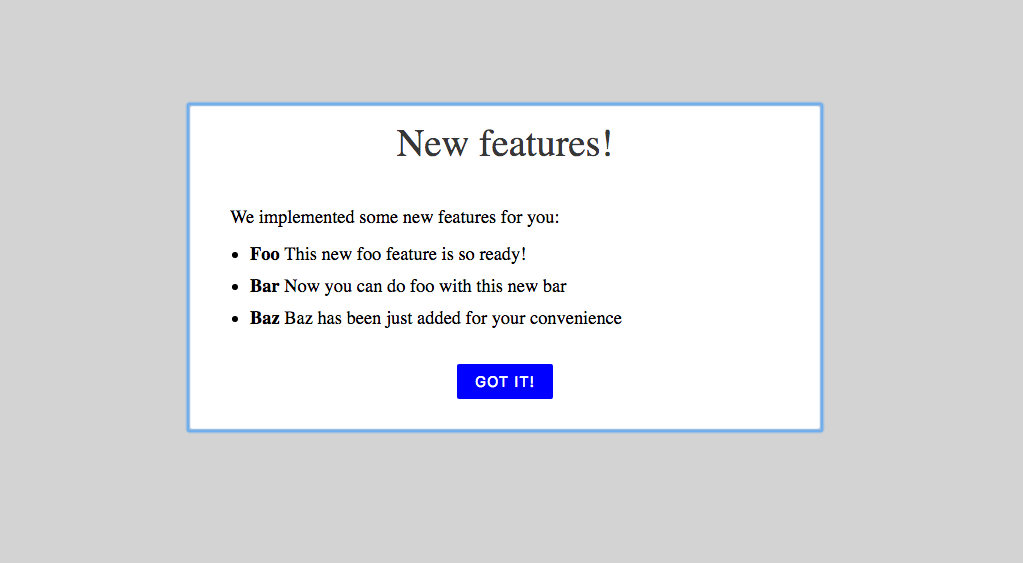 New features!
We implemented some new features for you:
• Foo This new foo feature is so ready!
• Bar Now you can do foo with this new bar
• Baz Baz has been just added for your convenience
GOT IT!